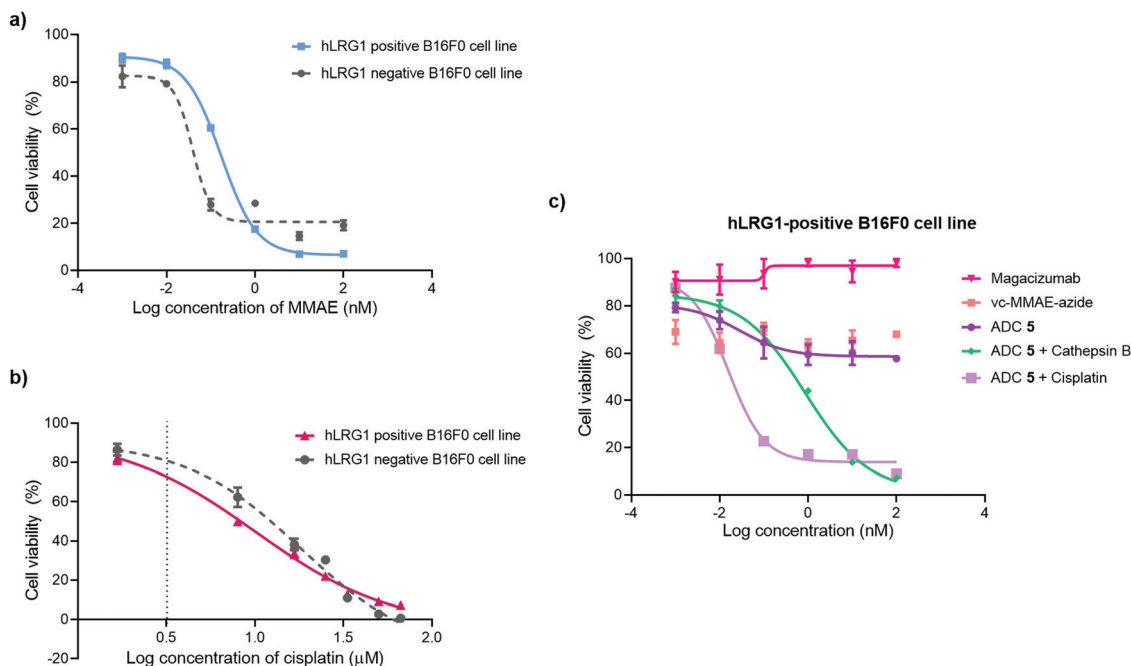 a)
100
80
60
40
20
0
Cell viability (%)
hLRG1 positive B16F0 cell line
hLRG1 negative B16F0 cell line
-4
-2
0
2
4
Log concentration of MMAE (nM)
b)
100
80
60
40
20
0
-20
Cell viability (%)
hLRG1 positive B16F0 cell line
hLRG1 negative B16F0 cell line
0.5
1.0
1.5
2.0
Log concentration of cisplatin (μM)
c)
hLRG1-positive B16F0 cell line
100
80
60
40
20
0
Cell viability (%)
Magacizumab
vc-MMAE-azide
ADC 5
ADC 5 + Cathepsin B
ADC 5 + Cisplatin
-4
-2
0
2
4
Log concentration (nM)